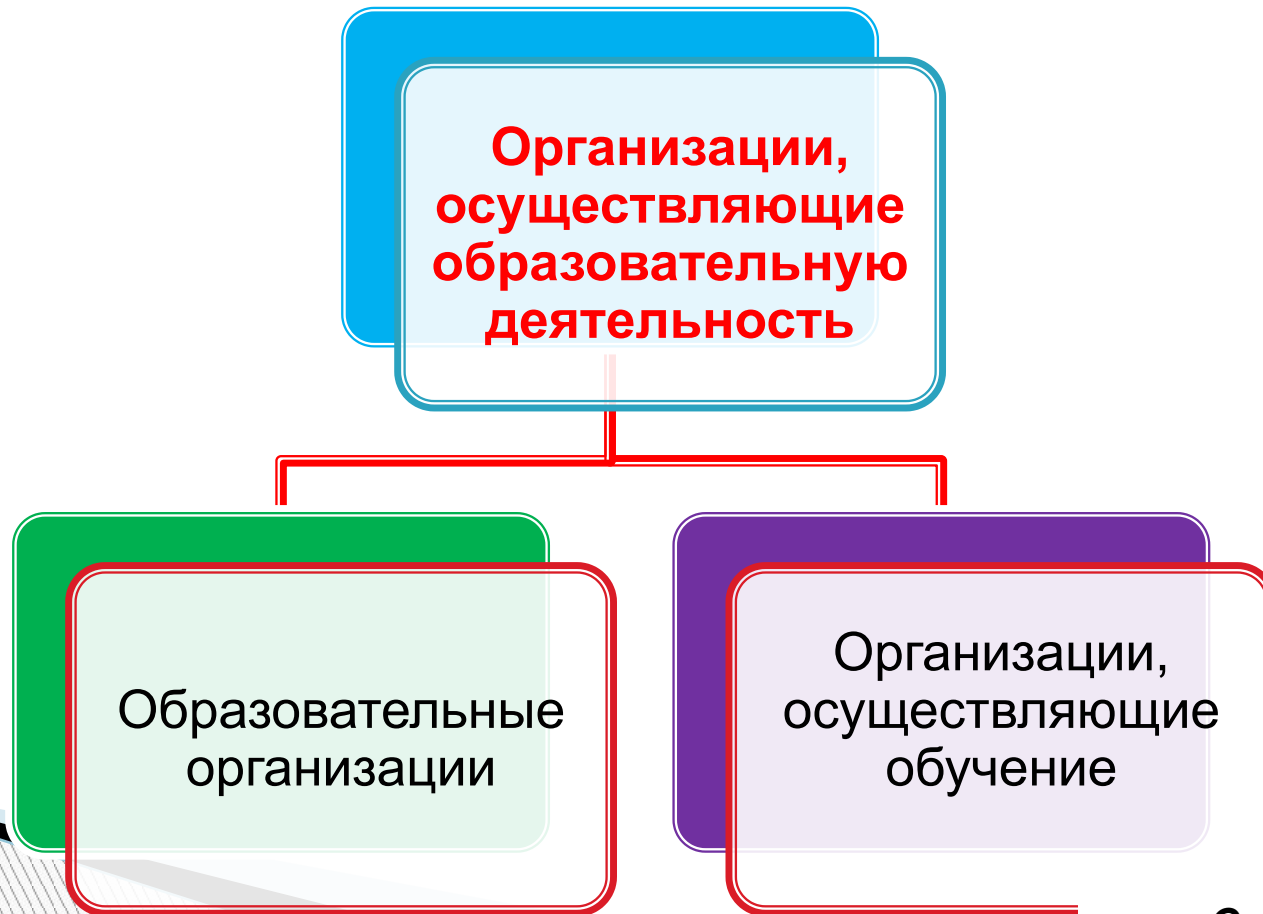 Организации,
осуществляющие
образовательную
деятельность
Образовательные
организации
Организации,
осуществляющие
обучение